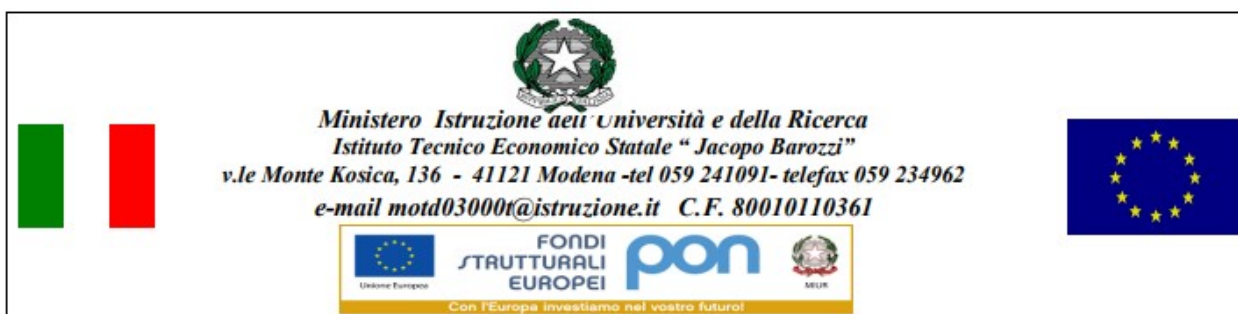 Ministero Istruzione dell'Università e della Ricerca
Istituto Tecnico Economico Statale “ Jacopo Barozzi”
v.le Monte Kosica, 136 - 41121 Modena -tel 059 241091- telefax 059 234962
e-mail motd03000t@istruzione.it C.F. 80010110361
FONDI
STRUTTURALI
EUROPEI
pon
Unione Europea
MIUR
Con l'Europa investiamo nel vostro futuro!